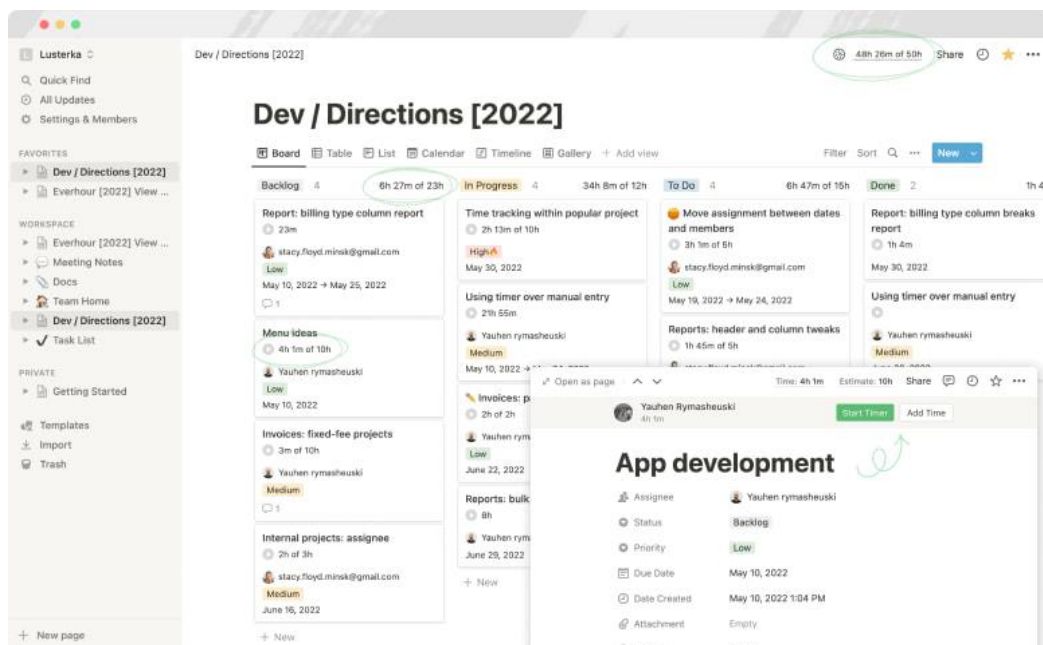 Lusterka
Quick Find
All Updates
Settings & Members
FAVORITES
Dev / Directions [2022]
Everhour [2022] View ...
WORKSPACE
Everhour [2022] View ...
Meeting Notes
Docs
Team Home
Dev / Directions [2022]
Task List
PRIVATE
Getting Started
Templates
Import
Trash
New page
Dev / Directions [2022]
48h 26m of 50h
Share
Dev / Directions [2022]
Board
Table
List
Calendar
Timeline
Gallery
+ Add view
Filter
Sort
New
Backlog 4 6h 27m of 23h
Report: billing type column report
23m
stacy.floyd.minsk@gmail.com
Low
May 10, 2022 → May 25, 2022
1
Menu ideas
4h 1m of 10h
Yauhen rymasheuski
Low
May 10, 2022
Invoices: fixed-fee projects
3m of 10h
Yauhen rymasheuski
Medium
1
Internal projects: assignee
2h of 3h
stacy.floyd.minsk@gmail.com
Medium
June 16, 2022
+ New
In Progress 4 34h 8m of 12h
Time tracking within popular project
2h 13m of 10h
High
May 30, 2022
Using timer over manual entry
21h 55m
Yauhen rymasheuski
Medium
May 10, 2022
Invoices: p
2h of 2h
Yauhen rym
Low
June 22, 2022
Reports: bulk
8h
Yauhen rym
June 29, 2022
+ New
To Do 4 6h 47m of 15h
Move assignment between dates
and members
3h 1m of 6h
stacy.floyd.minsk@gmail.com
Low
May 19, 2022 → May 24, 2022
Reports: header and column tweaks
1h 45m of 5h
Done 2 1h 4
Report: billing type column breaks
report
1h 4m
May 30, 2022
Using timer over manual entry
Yauhen rymasheuski
Medium
Open as page
Time: 4h 1m
Estimate: 10h
Share
Yauhen Rymasheuski
4h 1m
Start Timer
Add Time
App development
Assignee Yauhen rymasheuski
Status Backlog
Priority Low
Due Date May 10, 2022
Date Created May 10, 2022 1:04 PM
Attachment Empty